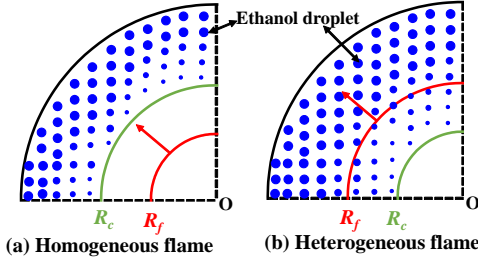 Ethanol droplet
O
O
R_c
R_f
R_f
R_c
(a) Homogeneous flame
(b) Heterogeneous flame